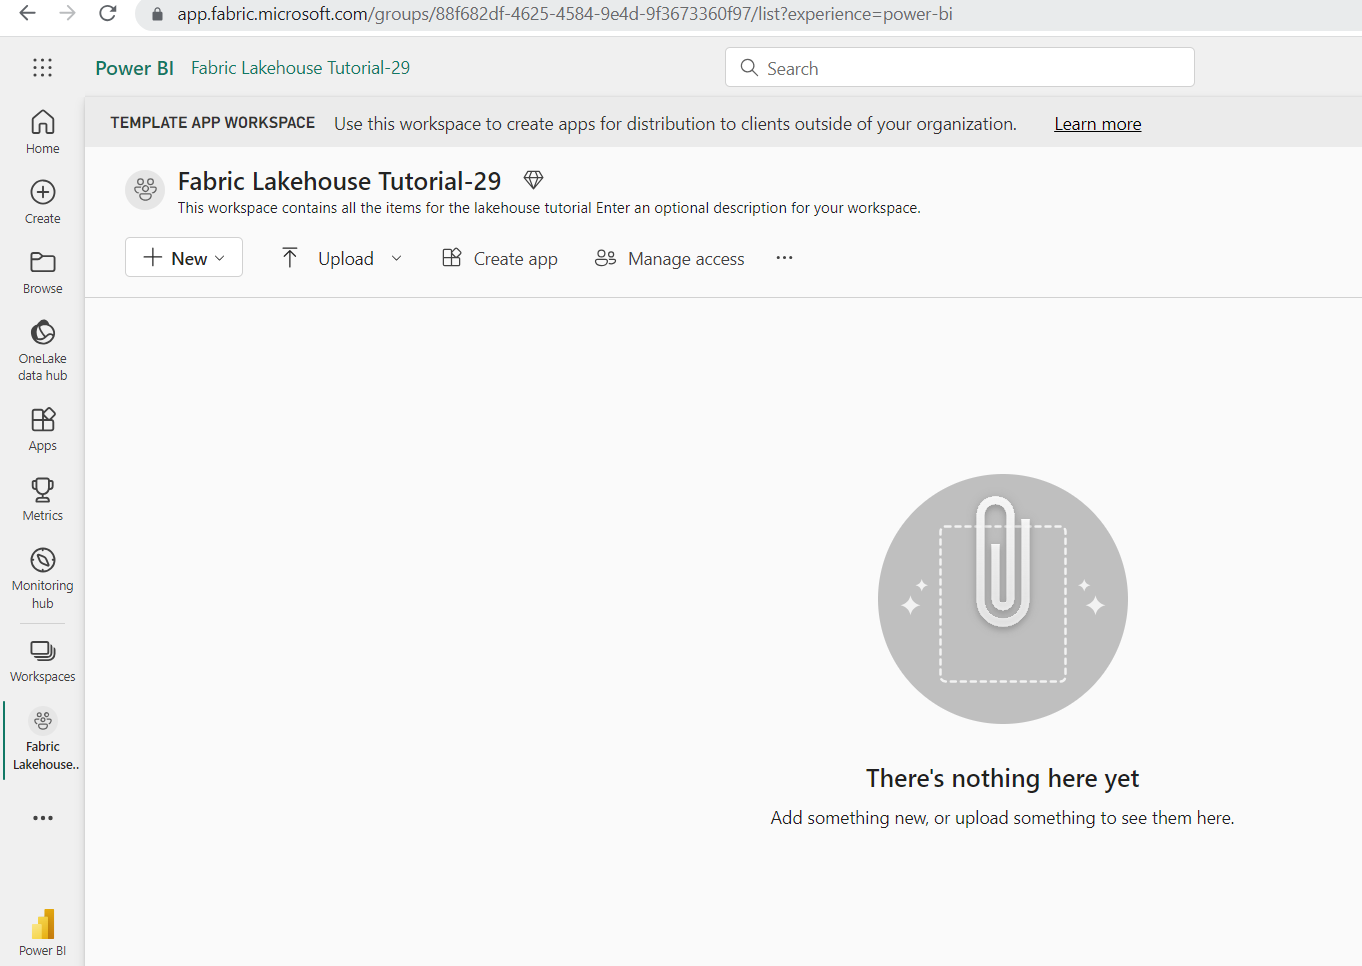 app.fabric.microsoft.com/groups/88f682df-4625-4584-9e4d-9f3673360f97/list?experience=power-bi
Power BI Fabric Lakehouse Tutorial-29
Search
TEMPLATE APP WORKSPACE Use this workspace to create apps for distribution to clients outside of your organization. Learn more
Home
Create
Browse
OneLake
data hub
Apps
Metrics
Monitoring
hub
Workspaces
Fabric
Lakehouse..
Power BI
Fabric Lakehouse Tutorial-29
This workspace contains all the items for the lakehouse tutorial Enter an optional description for your workspace.
New Upload Create app Manage access
There's nothing here yet
Add something new, or upload something to see them here.